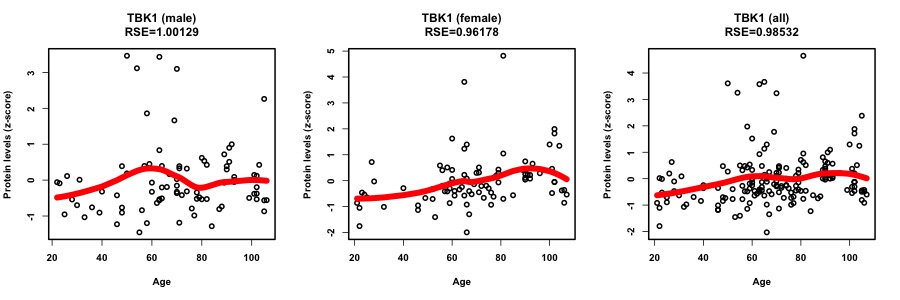 TBK1 (male)
RSE=1.00129
Protein levels (z-score)
3
2
1
0
-1
20 40 60 80 100
Age
TBK1 (female)
RSE=0.96178
Protein levels (z-score)
5
4
3
2
1
0
-1
-2
20 40 60 80 100
Age
TBK1 (all)
RSE=0.98532
Protein levels (z-score)
4
3
2
1
0
-1
-2
20 40 60 80 100
Age